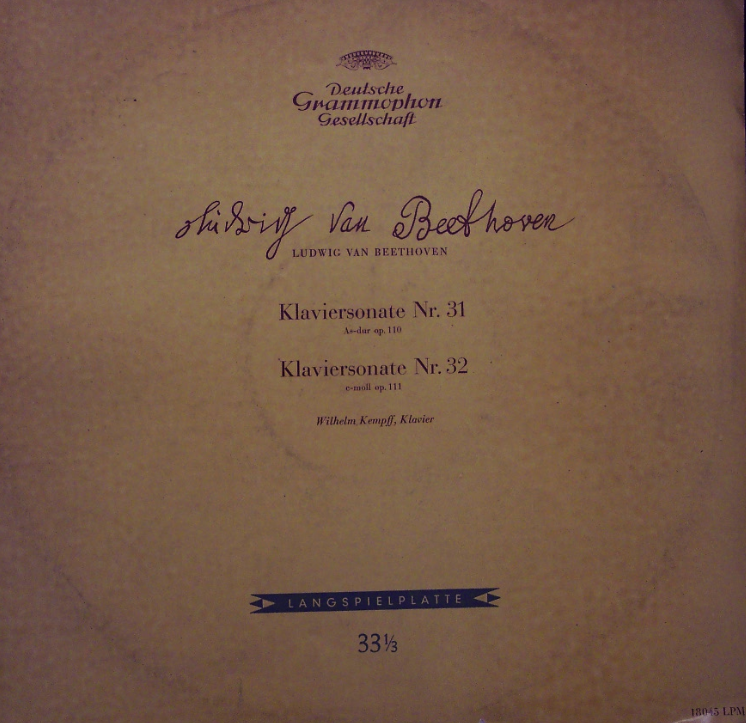 Deutsche
Grammophon
Gesellschaft
Ludwig van Beethoven
LUDWIG VAN BEETHOVEN
Klaviersonate Nr. 31
As-dur op. 110
Klaviersonate Nr. 32
c-moll op. 111
Wilhelm Kempff, Klavier
LANGSPIELPLATTE
33⅓
18045 LPM